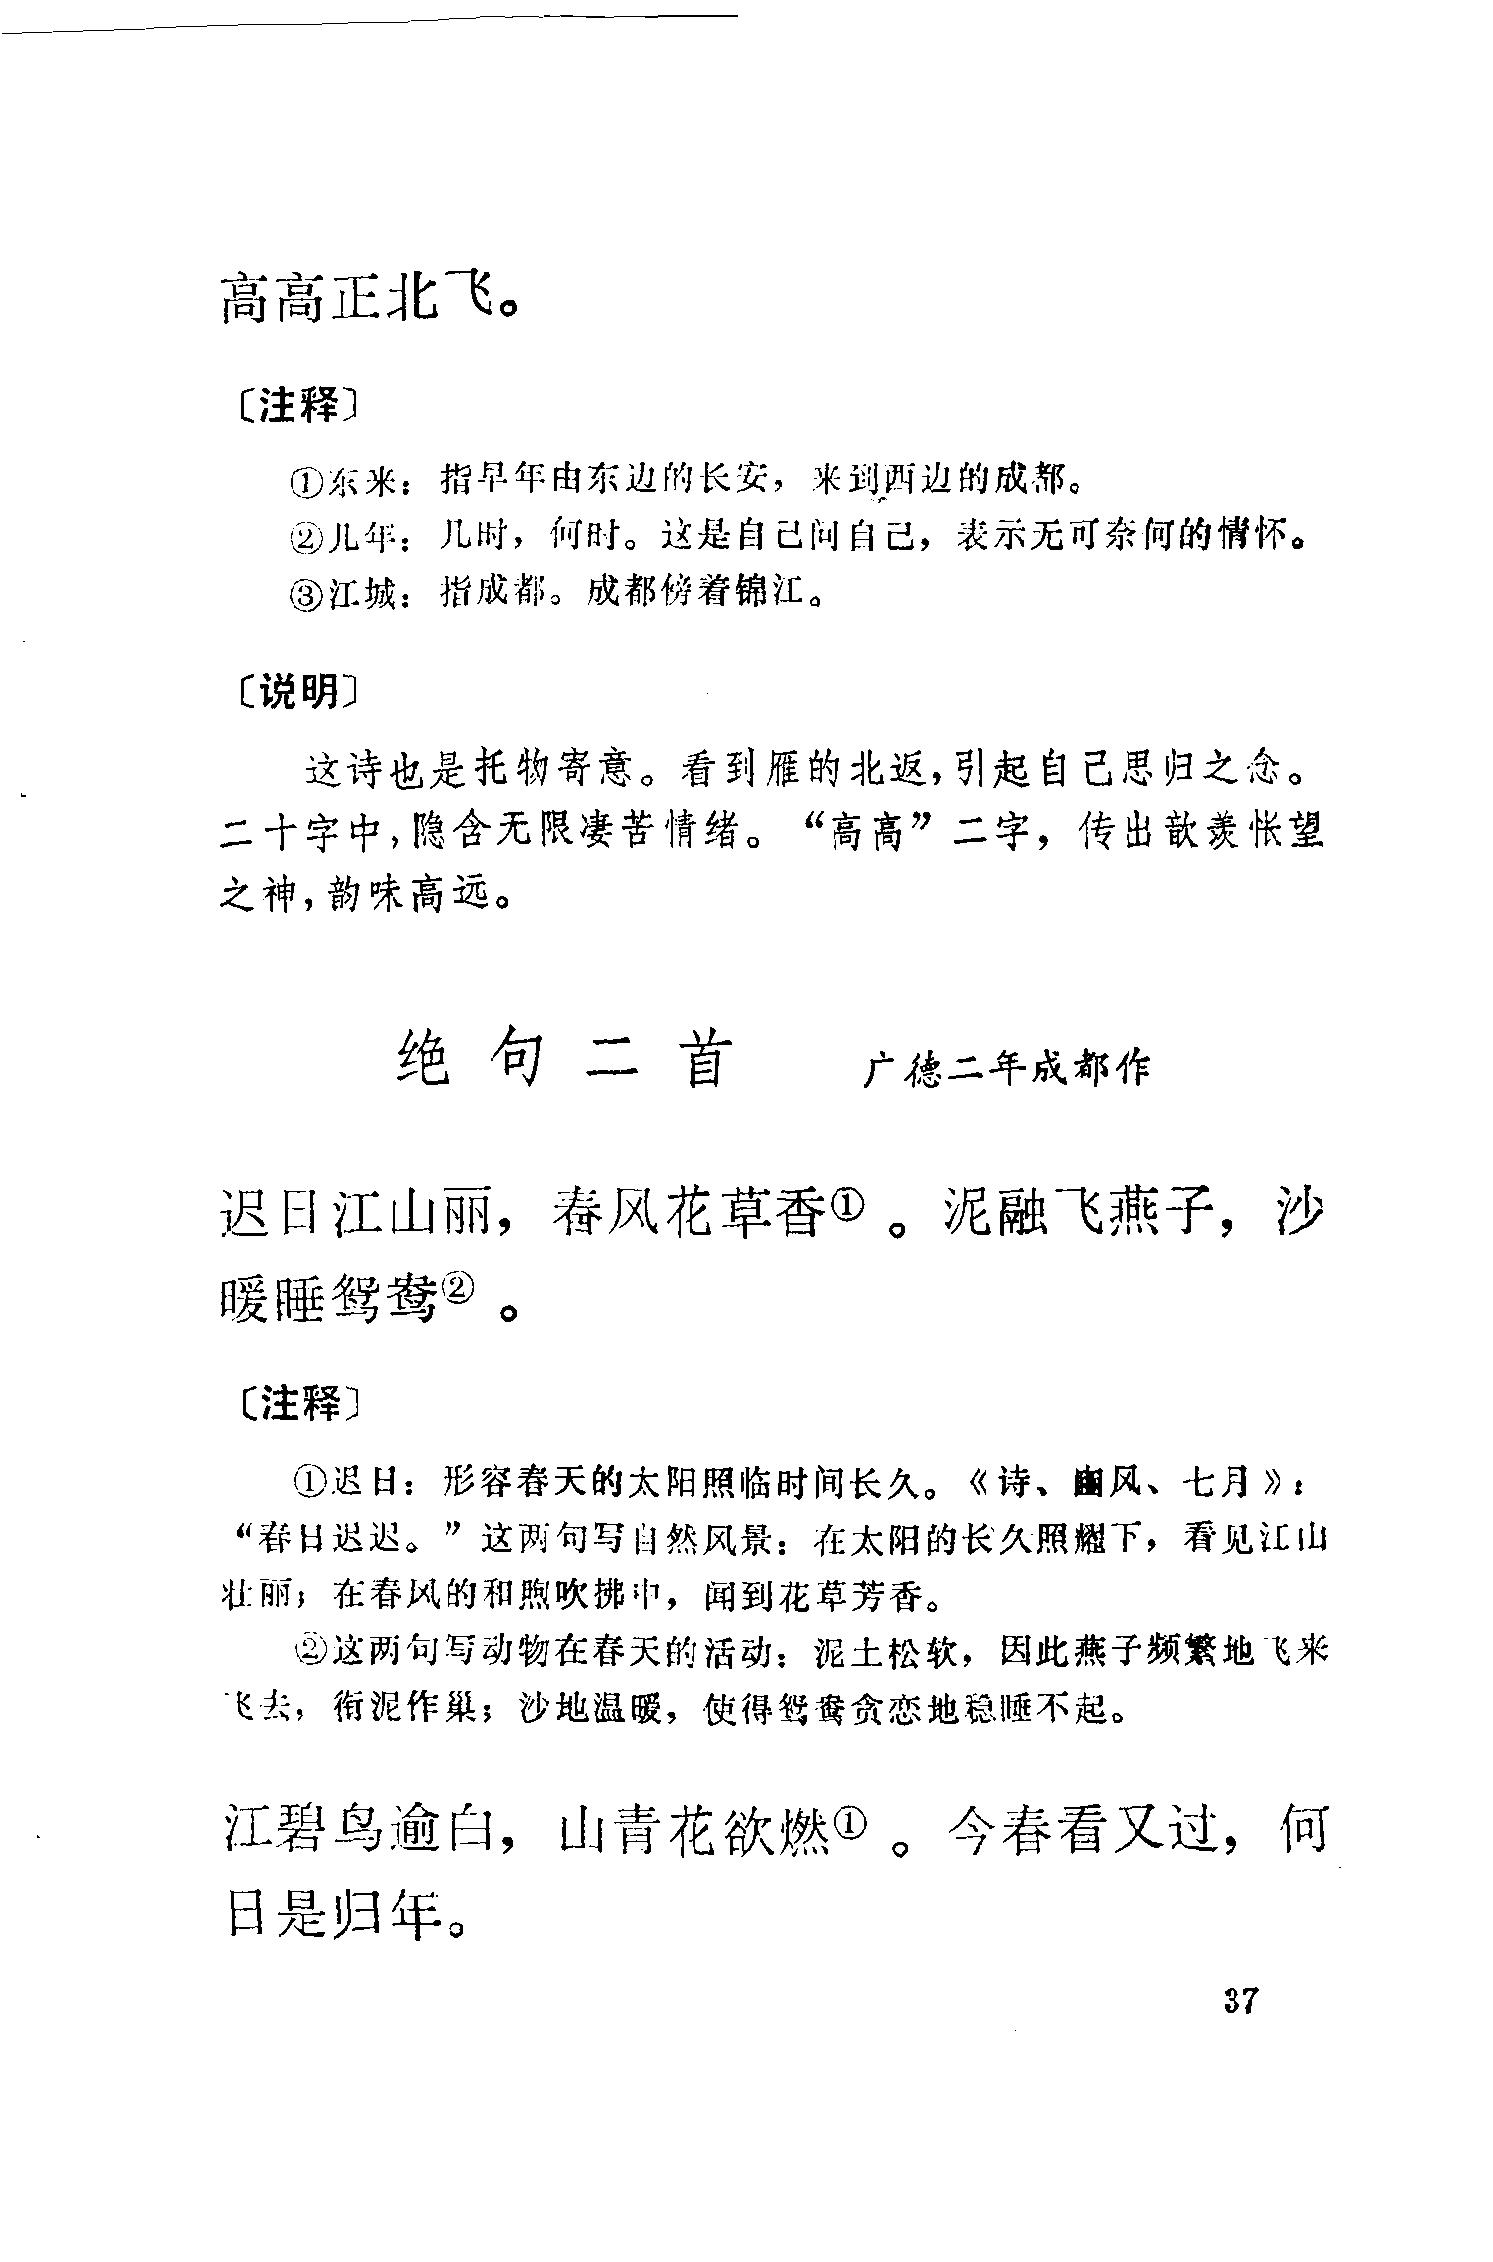 高高正北飞。
〔注释〕
①东来：指早年由东边的长安，来到西边的成都。
②几年：几时，何时。这是自己问自己，表示无可奈何的情怀。
③江城：指成都。成都傍着锦江。
〔说明〕
这诗也是托物寄意。看到雁的北返，引起自己思归之念。
二十字中，隐含无限凄苦情绪。“高高”二字，传出歆羡怅望
之神，韵味高远。
绝句二首 广德二年成都作
迟日江山丽，春风花草香①。泥融飞燕子，沙
暖睡鸳鸯②。
〔注释〕
①迟日：形容春天的太阳照临时间长久。《诗、豳风、七月》：
“春日迟迟。”这两句写自然风景：在太阳的长久照耀下，看见江山
壮丽；在春风的和煦吹拂中，闻到花草芳香。
②这两句写动物在春天的活动：泥土松软，因此燕子频繁地飞来
飞去，衔泥作巢；沙地温暖，使得鸳鸯贪恋地稳睡不起。
江碧鸟逾白，山青花欲燃①。今春看又过，何
日是归年。
37